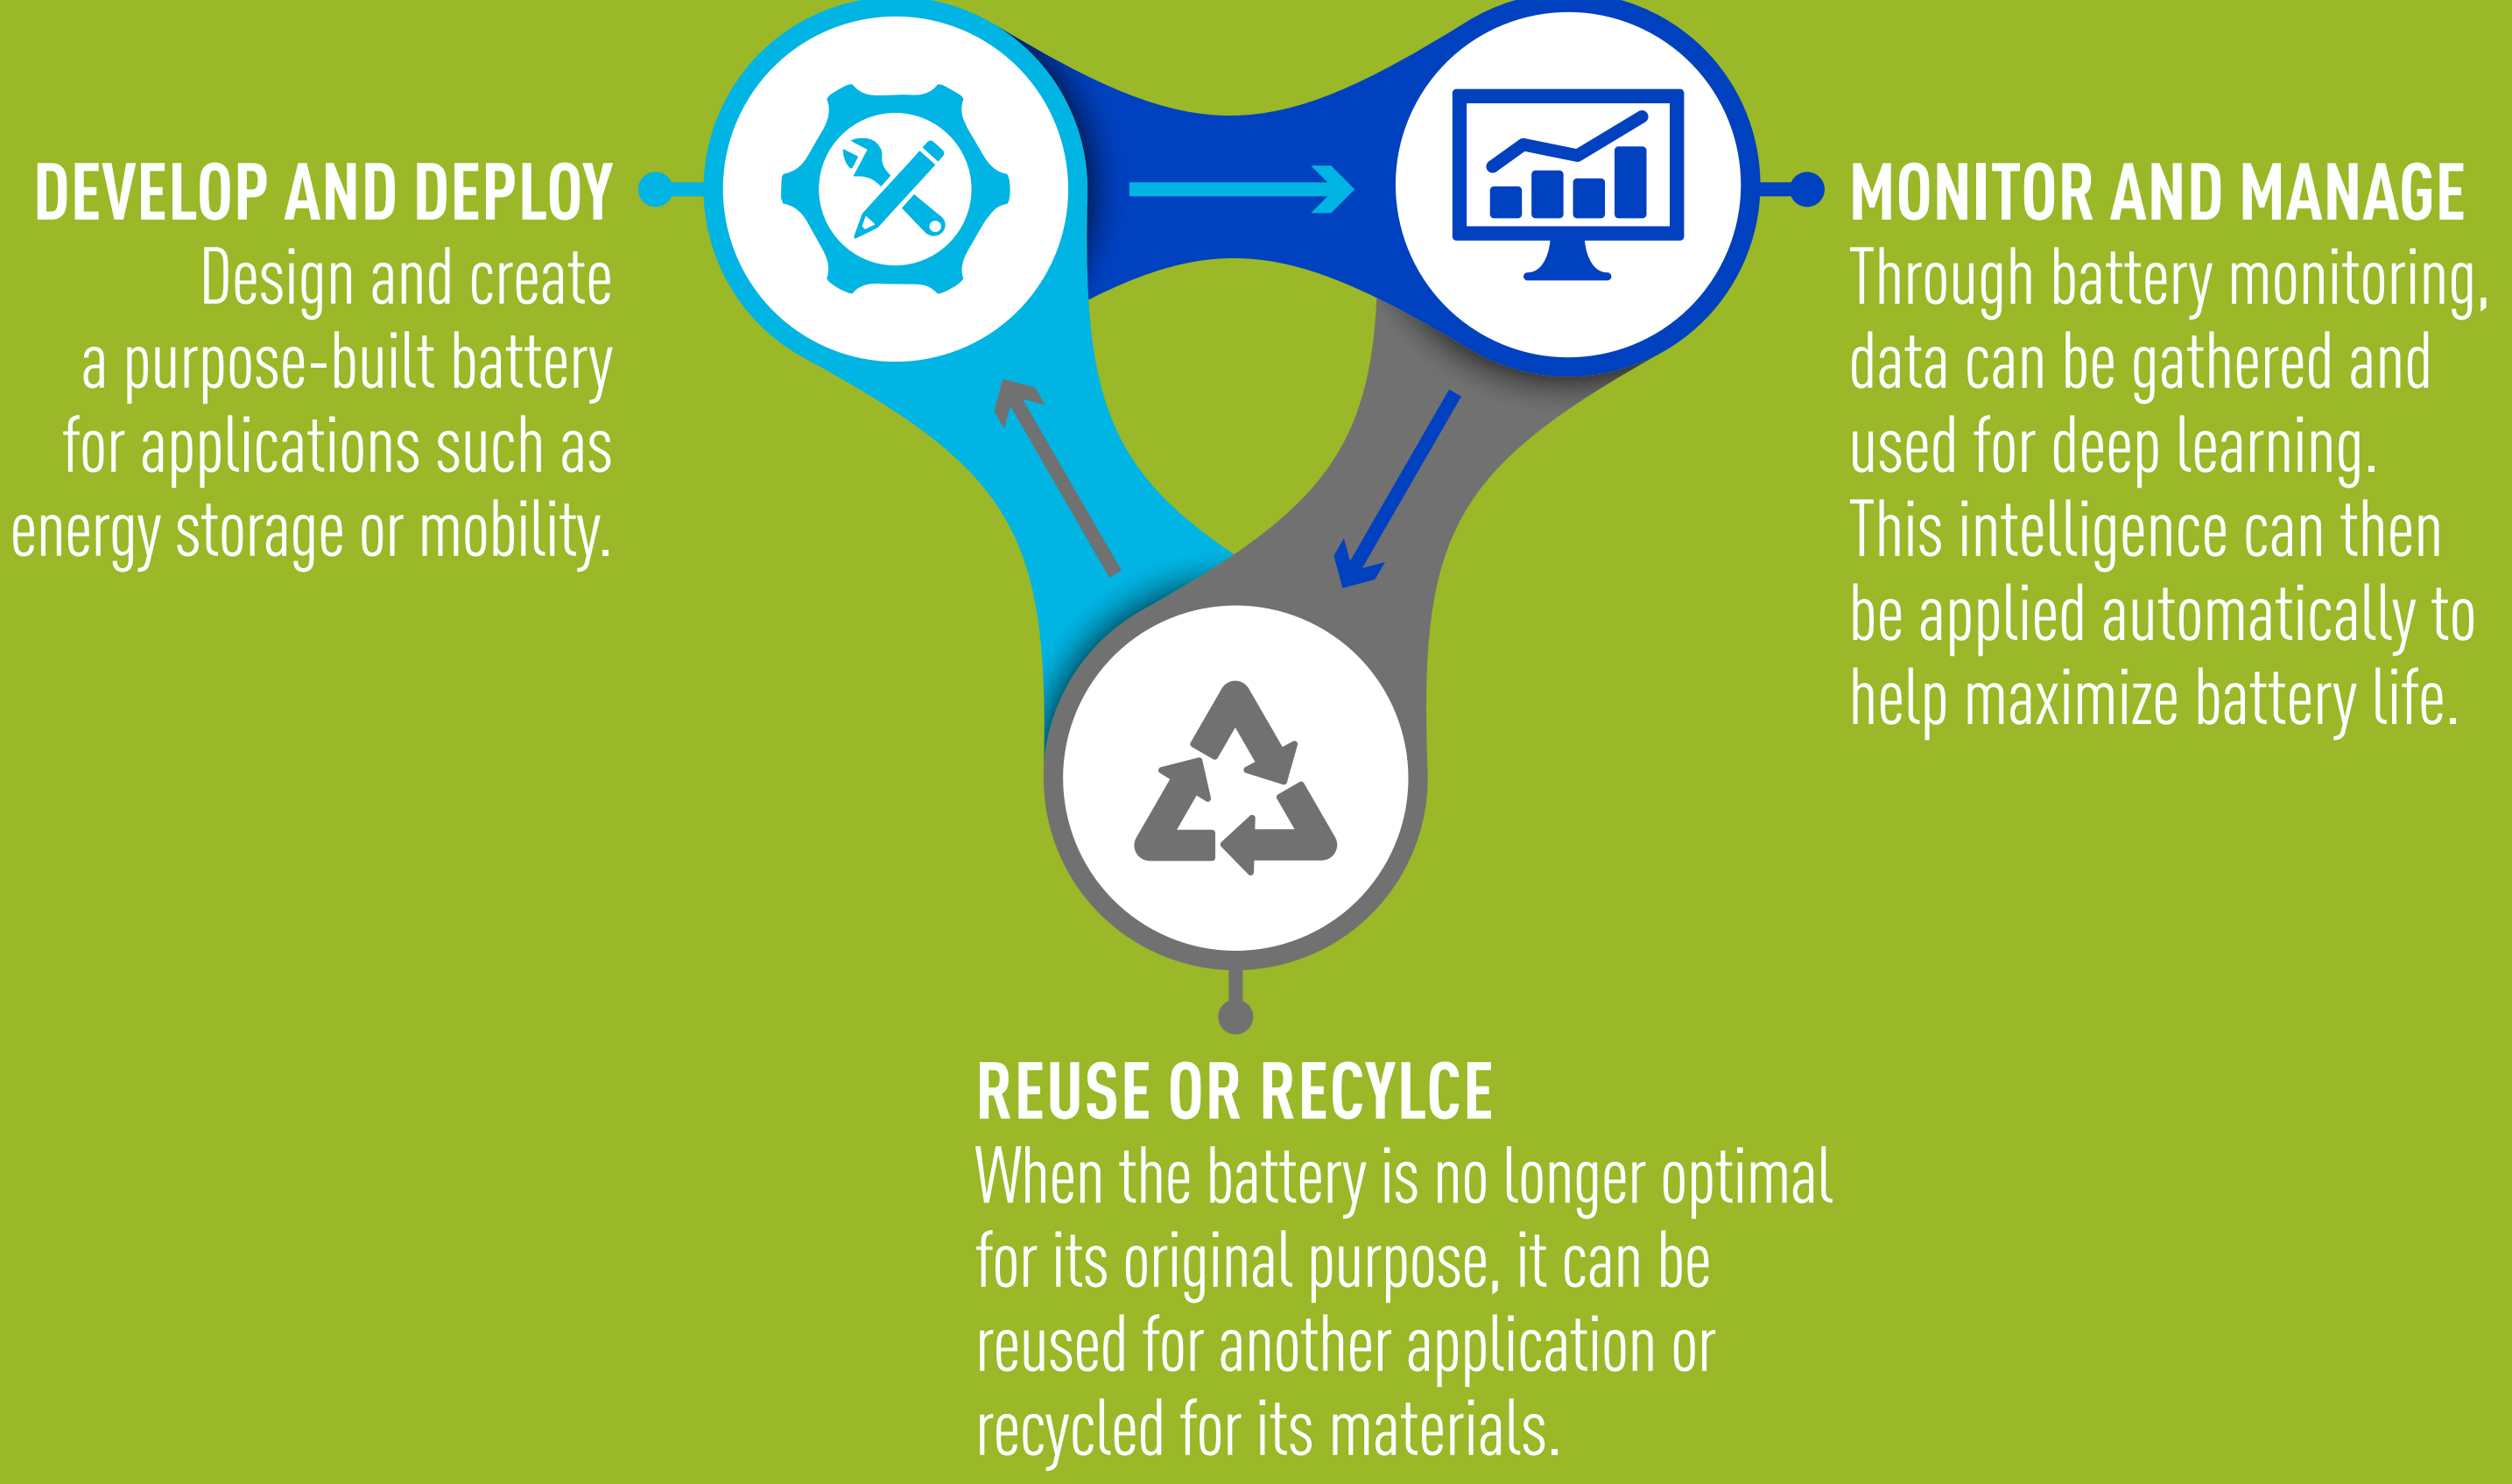 DEVELOP AND DEPLOY
Design and create
a purpose-built battery
for applications such as
energy storage or mobility.
MONITOR AND MANAGE
Through battery monitoring,
data can be gathered and
used for deep learning.
This intelligence can then
be applied automatically to
help maximize battery life.
REUSE OR RECYLCE
When the battery is no longer optimal
for its original purpose, it can be
reused for another application or
recycled for its materials.